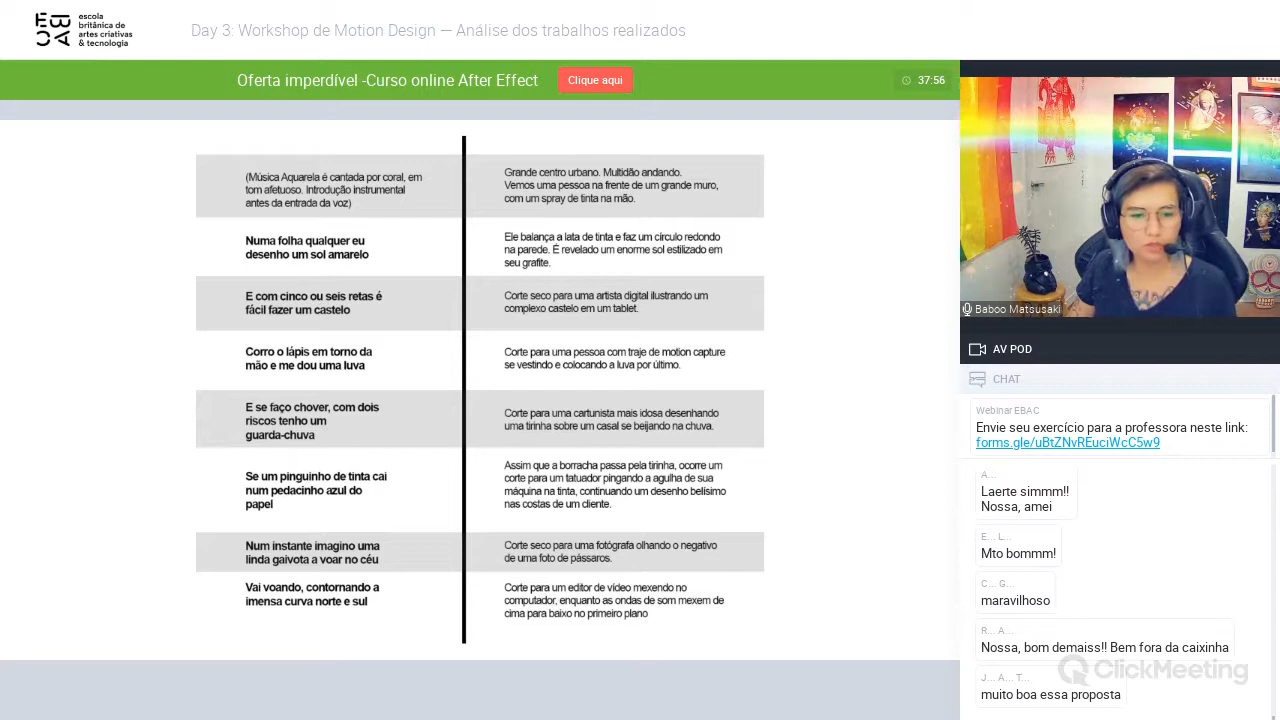 EBAC
escola
britânica de
artes criativas
& tecnologia
Day 3: Workshop de Motion Design — Análise dos trabalhos realizados
Oferta imperdível -Curso online After Effect
Clique aqui
37:56
(Música Aquarela é cantada por coral, em
tom afetuoso. Introdução instrumental
antes da entrada da voz)
Grande centro urbano. Multidão andando.
Vemos uma pessoa na frente de um grande muro,
com um spray de tinta na mão.
Numa folha qualquer eu
desenho um sol amarelo
Ele balança a lata de tinta e faz um círculo redondo
na parede. É revelado um enorme sol estilizado em
seu grafite.
E com cinco ou seis retas é
fácil fazer um castelo
Corte seco para uma artista digital ilustrando um
complexo castelo em um tablet.
Corro o lápis em torno da
mão e me dou uma luva
Corte para uma pessoa com traje de motion capture
se vestindo e colocando a luva por último.
E se faço chover, com dois
riscos tenho um
guarda-chuva
Corte para uma cartunista mais idosa desenhando
uma tirinha sobre um casal se beijando na chuva.
Se um pinguinho de tinta cai
num pedacinho azul do
papel
Assim que a borracha passa pela tirinha, ocorre um
corte para um tatuador pingando a agulha de sua
máquina na tinta, continuando um desenho belísimo
nas costas de um cliente.
Num instante imagino uma
linda gaivota a voar no céu
Corte seco para uma fotógrafa olhando o negativo
de uma foto de pássaros.
Vai voando, contornando a
imensa curva norte e sul
Corte para um editor de vídeo mexendo no
computador, enquanto as ondas de som mexem de
cima para baixo no primeiro plano
Baboo Matsusaki
AV POD
CHAT
Webinar EBAC
Envie seu exercício para a professora neste link:
forms.gle/uBtZNvREuciWcC5w9
A...
Laerte simmm!!
Nossa, amei
E... L...
Mto bommm!
C... G...
maravilhoso
R... A...
Nossa, bom demaiss!! Bem fora da caixinha
ClickMeeting
J... A... T...
muito boa essa proposta